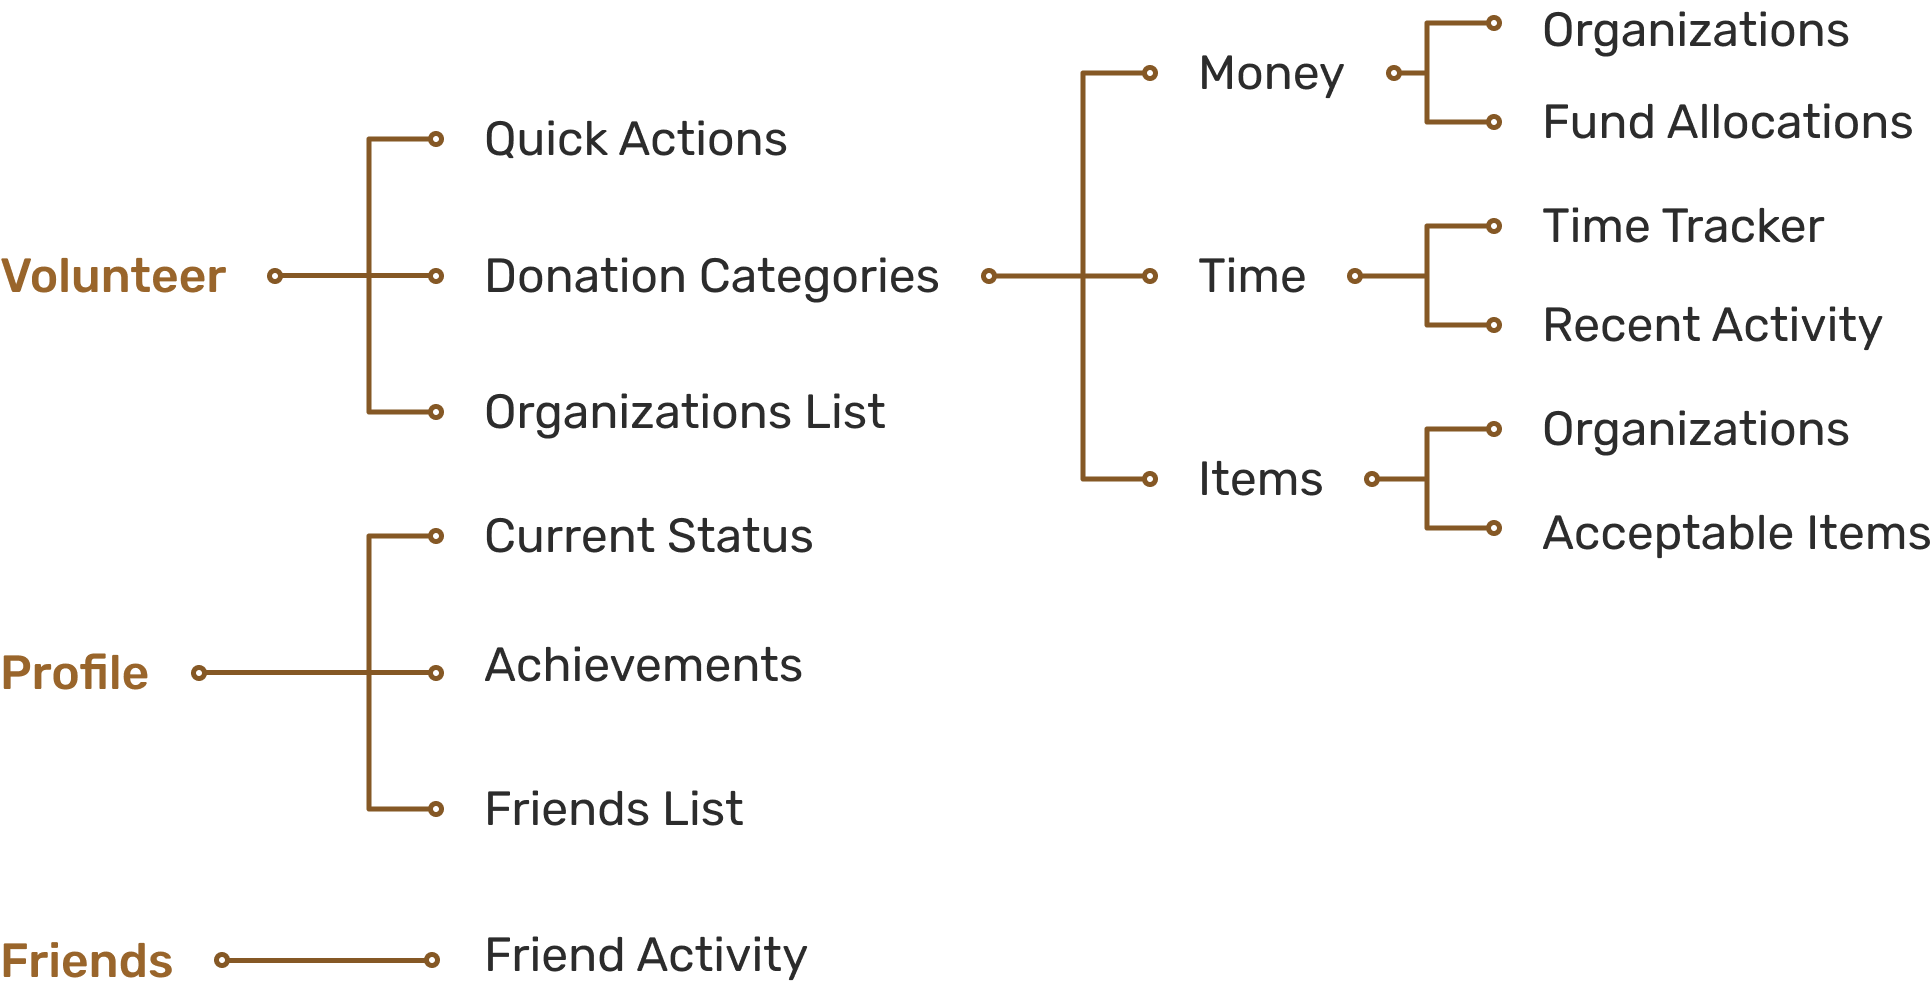 Volunteer
Quick Actions
Donation Categories
Organizations List
Money
Organizations
Fund Allocations
Time
Time Tracker
Recent Activity
Items
Organizations
Acceptable Items
Profile
Current Status
Achievements
Friends List
Friends
Friend Activity